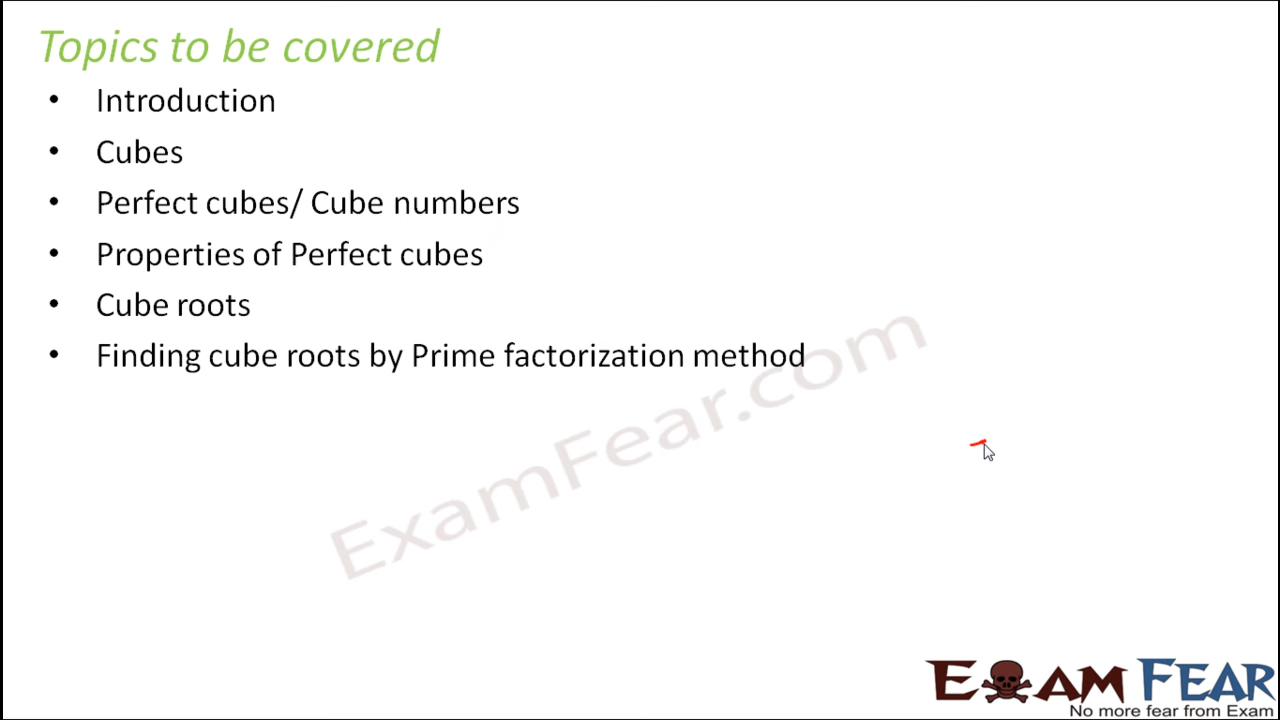 Topics to be covered
• Introduction
• Cubes
• Perfect cubes/ Cube numbers
• Properties of Perfect cubes
• Cube roots
• Finding cube roots by Prime factorization method
ExamFear.com
EXAM FEAR
No more fear from Exam